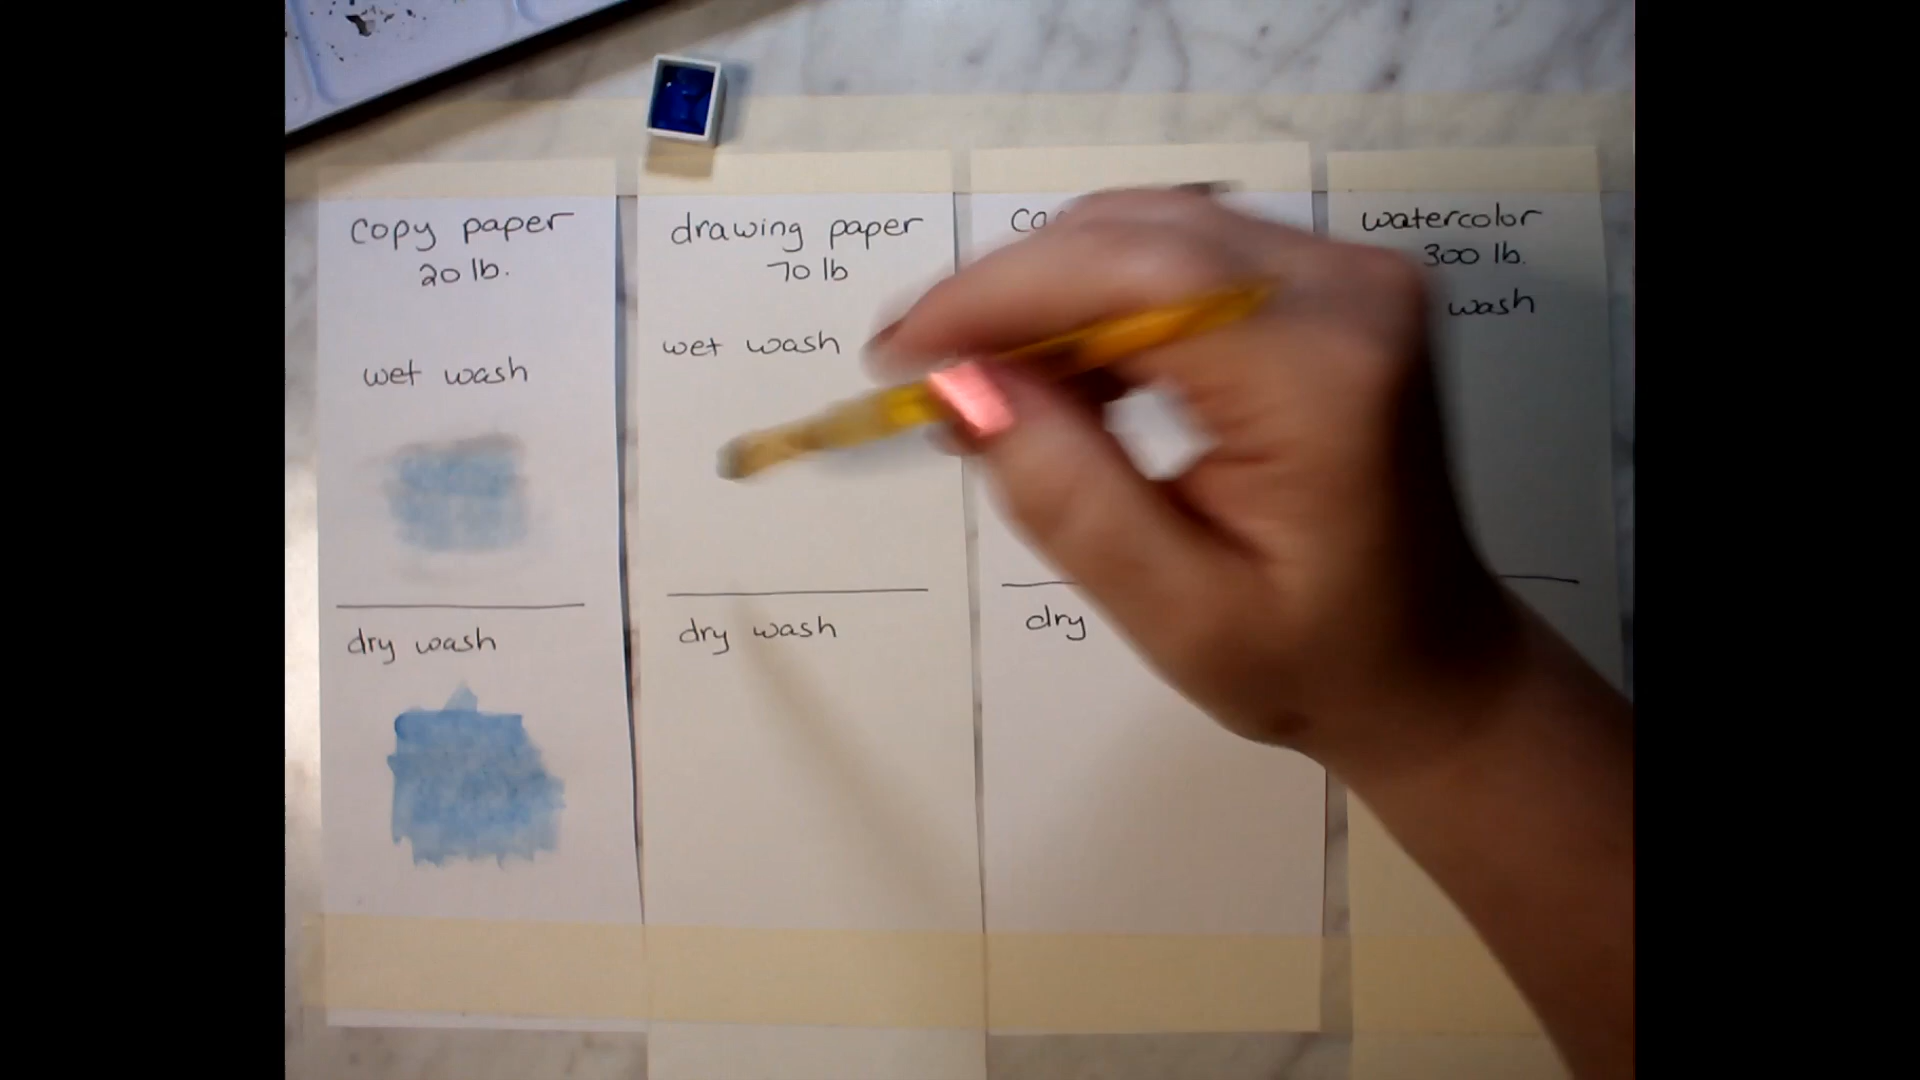 copy paper
20 lb.
wet wash
dry wash
drawing paper
70 lb
wet wash
dry wash
dry
watercolor
300 lb.
wash